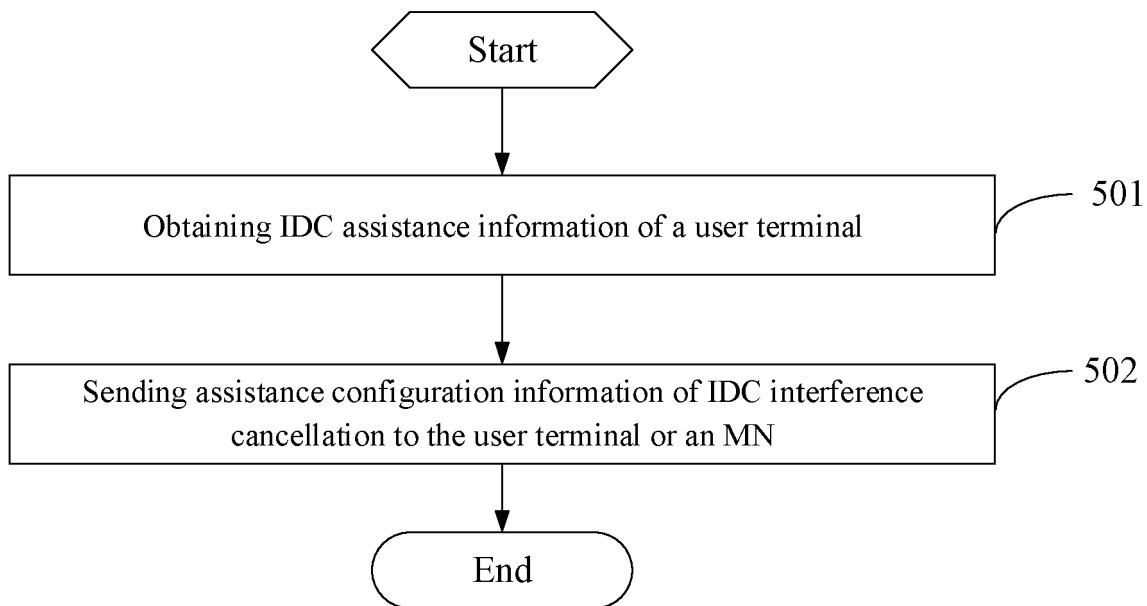 Start
Obtaining IDC assistance information of a user terminal
501
Sending assistance configuration information of IDC interference
cancellation to the user terminal or an MN
502
End